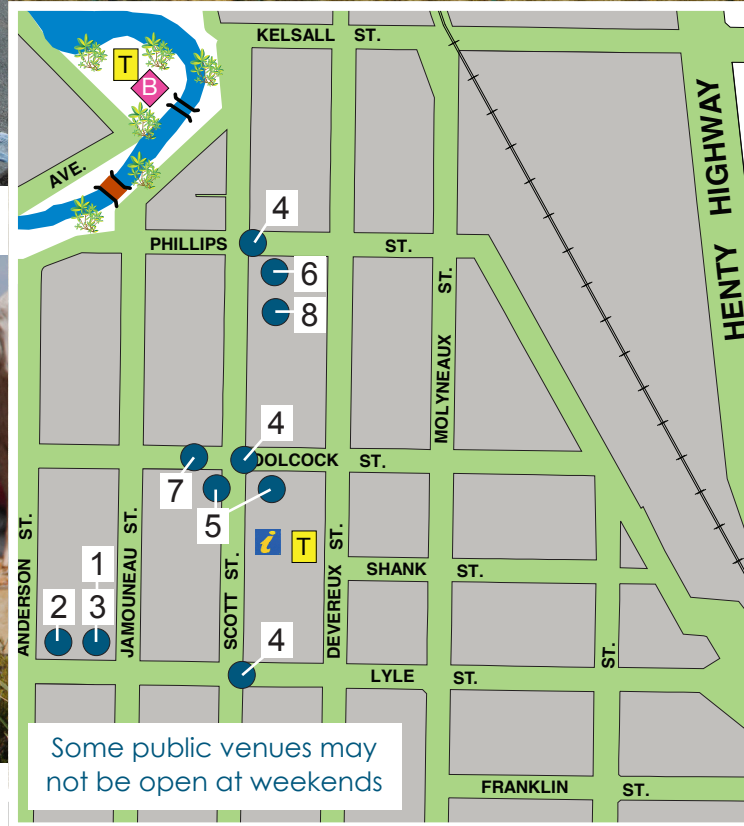 KELSALL ST.
T
B
AVE.
HENTY HIGHWAY
4
PHILLIPS ST.
6
ST.
8
MOLYNEAUX
4
DOLCOCK ST.
7
5
i
T
ANDERSON ST.
JAMOUNEAU ST.
SCOTT ST.
DEVEREUX ST.
SHANK ST.
1
2 3
4
ST.
LYLE ST.
Some public venues may
not be open at weekends
FRANKLIN ST.